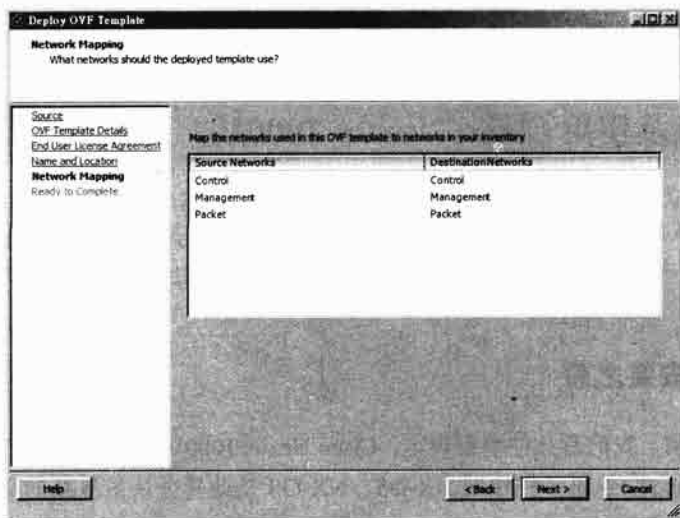 Deploy OVF Template
Network Mapping
What networks should the deployed template use?
Source
OVF Template Details
End User License Agreement
Name and Location
Network Mapping
Ready to Complete
Map the networks used in this OVF template to networks in your inventory
Source Networks DestinationNetworks
Control Control
Management Management
Packet Packet
Help < Back Next > Cancel